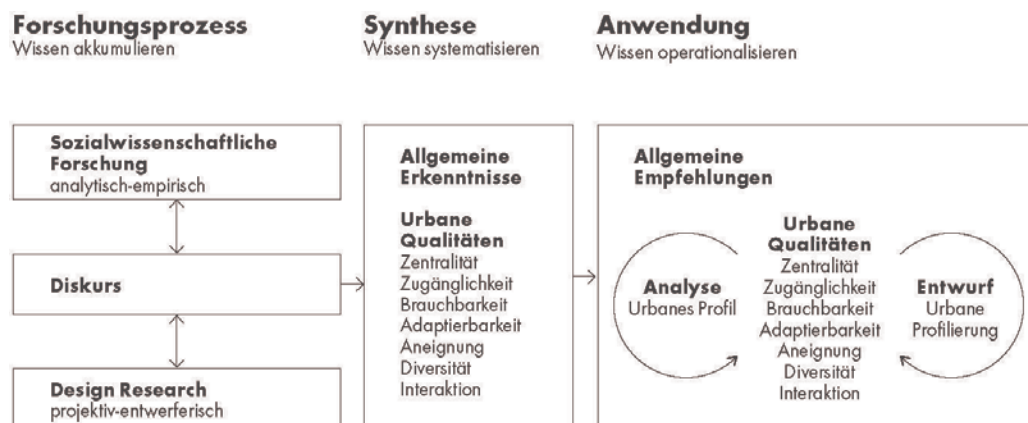 Forschungsprozess
Wissen akkumulieren
Synthese
Wissen systematisieren
Anwendung
Wissen operationalisieren
Sozialwissenschaftliche
Forschung
analytisch-empirisch
Diskurs
Design Research
projektiv-entwerferisch
Allgemeine
Erkenntnisse
Urbane
Qualitäten
Zentralität
Zugänglichkeit
Brauchbarkeit
Adaptierbarkeit
Aneignung
Diversität
Interaktion
Allgemeine
Empfehlungen
Analyse
Urbanes Profil
Urbane
Qualitäten
Zentralität
Zugänglichkeit
Brauchbarkeit
Adaptierbarkeit
Aneignung
Diversität
Interaktion
Entwurf
Urbane
Profilierung